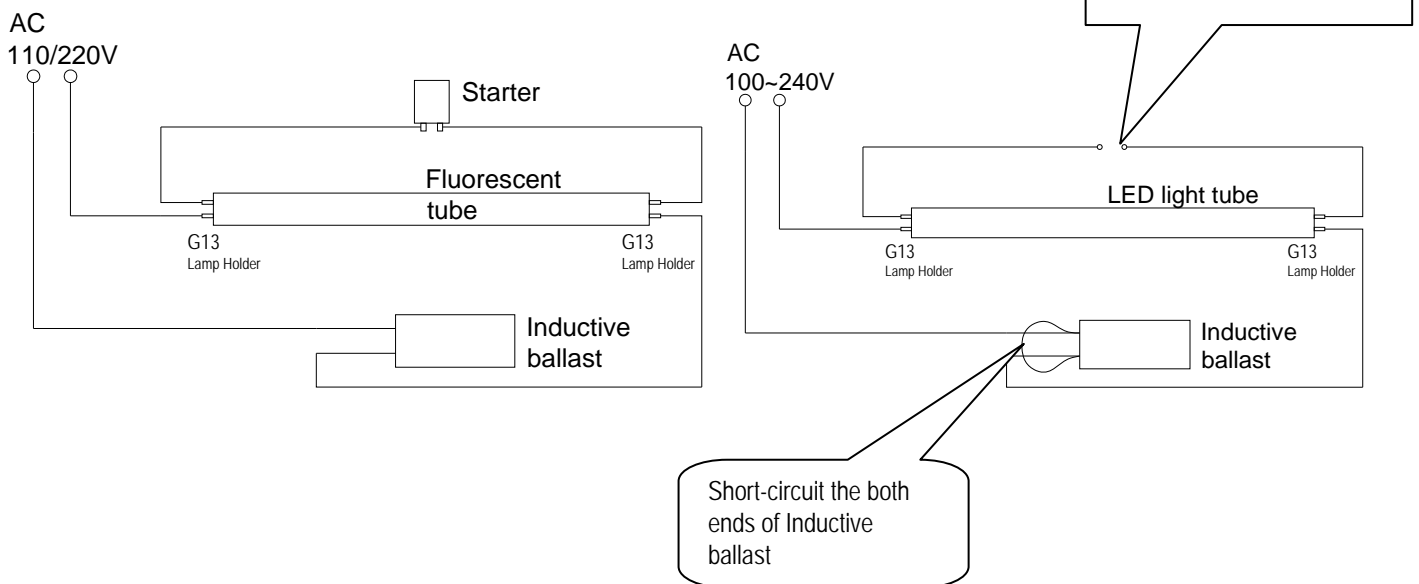 AC
110/220V
Starter
Fluorescent
tube
G13
Lamp Holder
G13
Lamp Holder
Inductive
ballast
AC
100~240V
LED light tube
G13
Lamp Holder
G13
Lamp Holder
Inductive
ballast
Short-circuit the both
ends of Inductive
ballast